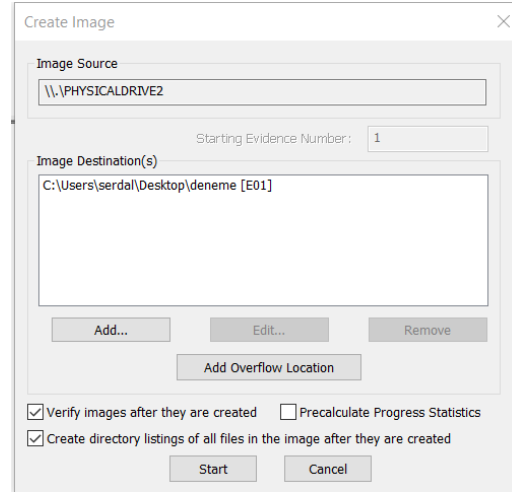 Create Image
Image Source
\\.\PHYSICALDRIVE2
Starting Evidence Number: 1
Image Destination(s)
C:\Users\serdal\Desktop\deneme [E01]
Add... Edit... Remove
Add Overflow Location
Verify images after they are created Precalculate Progress Statistics
Create directory listings of all files in the image after they are created
Start Cancel